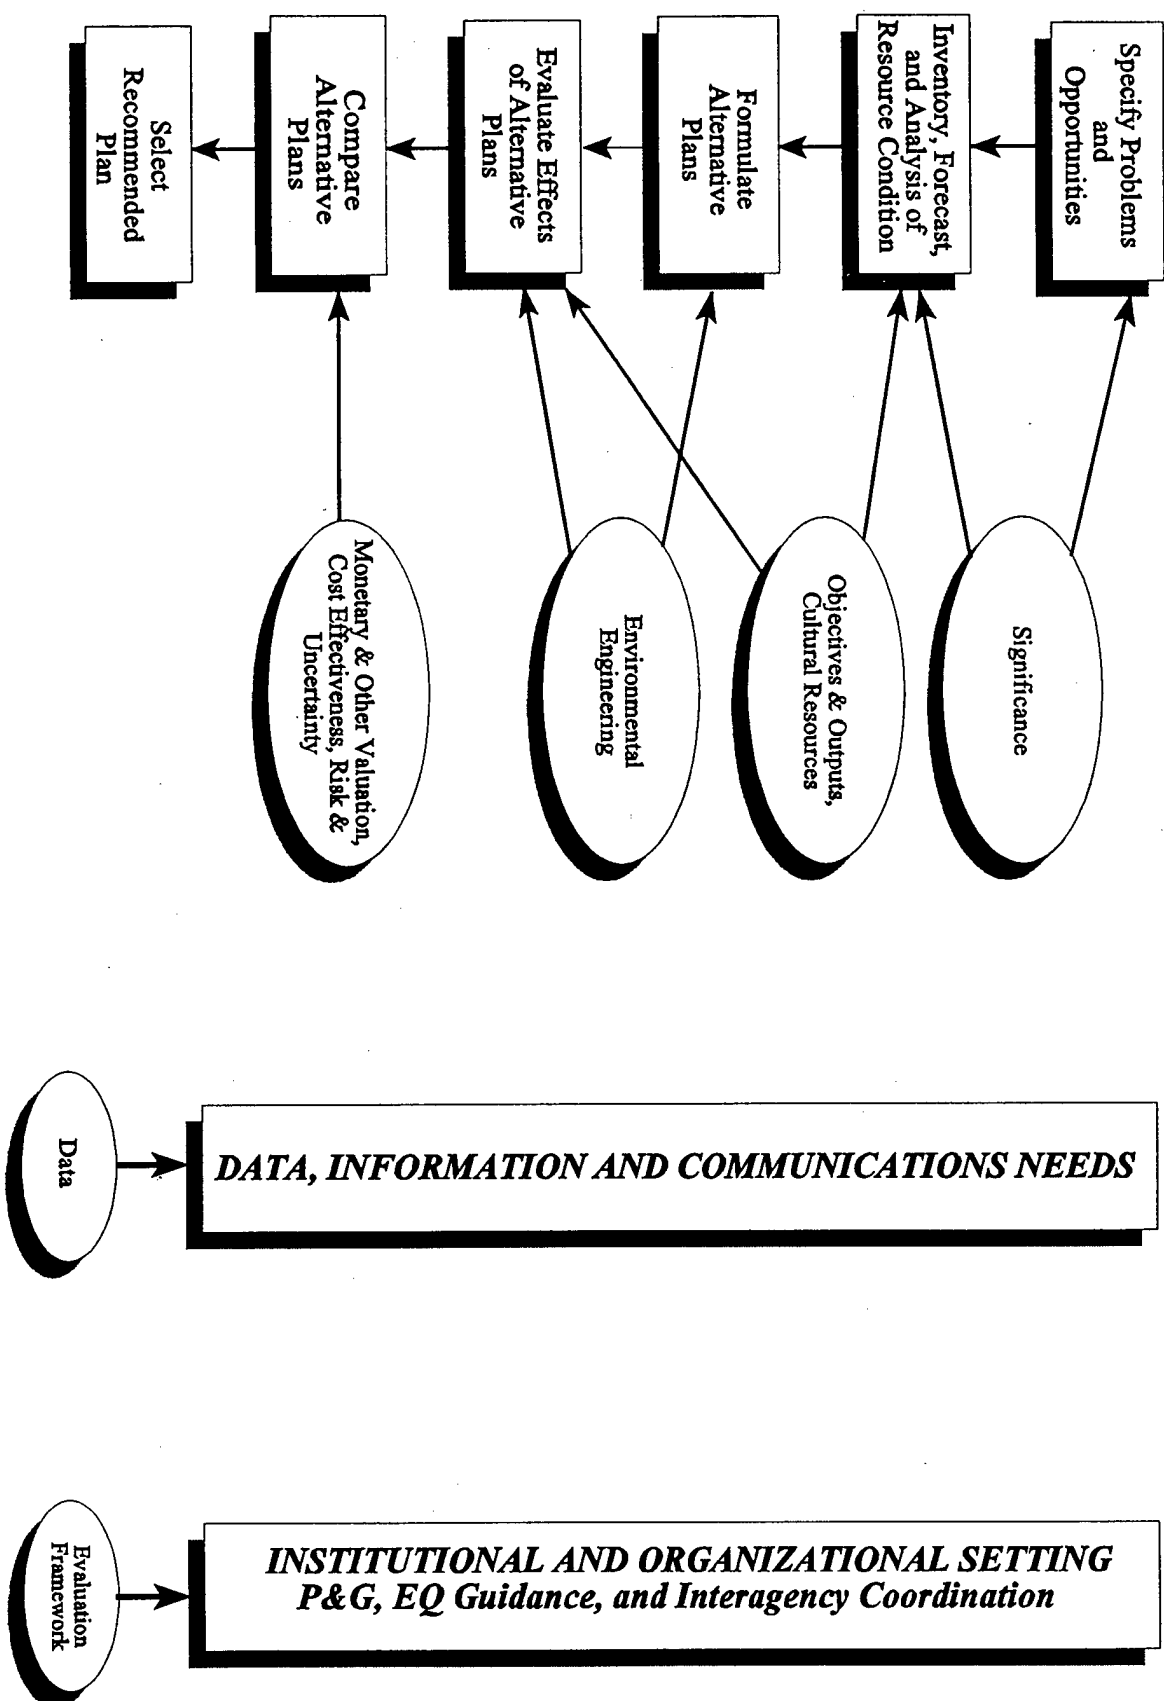 Specify Problems
and
Opportunities
Inventory, Forecast,
and Analysis of
Resource Condition
Formulate
Alternative
Plans
Evaluate Effects
of Alternative
Plans
Compare
Alternative
Plans
Select
Recommended
Plan
Significance
Objectives & Outputs,
Cultural Resources
Environmental
Engineering
Monetary & Other Valuation,
Cost Effectiveness, Risk &
Uncertainty
DATA, INFORMATION AND COMMUNICATIONS NEEDS
Data
INSTITUTIONAL AND ORGANIZATIONAL SETTING
P&G, EQ Guidance, and Interagency Coordination
Evaluation
Framework